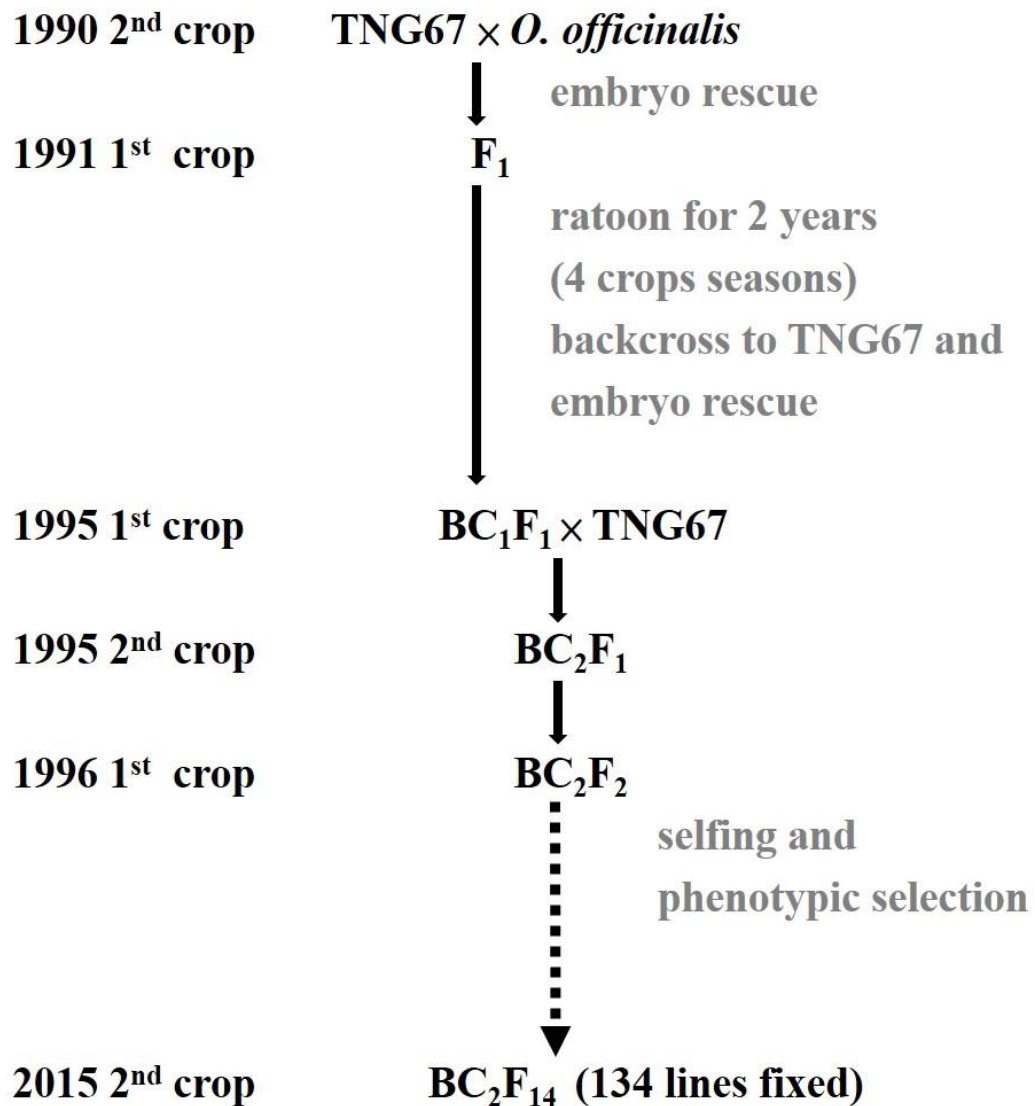 1990 2nd crop TNG67 × O. officinalis
embryo rescue
1991 1st crop F1
ratoon for 2 years
(4 crops seasons)
backcross to TNG67 and
embryo rescue
1995 1st crop BC1F1 × TNG67
1995 2nd crop BC2F1
1996 1st crop BC2F2
selfing and
phenotypic selection
2015 2nd crop BC2F14 (134 lines fixed)